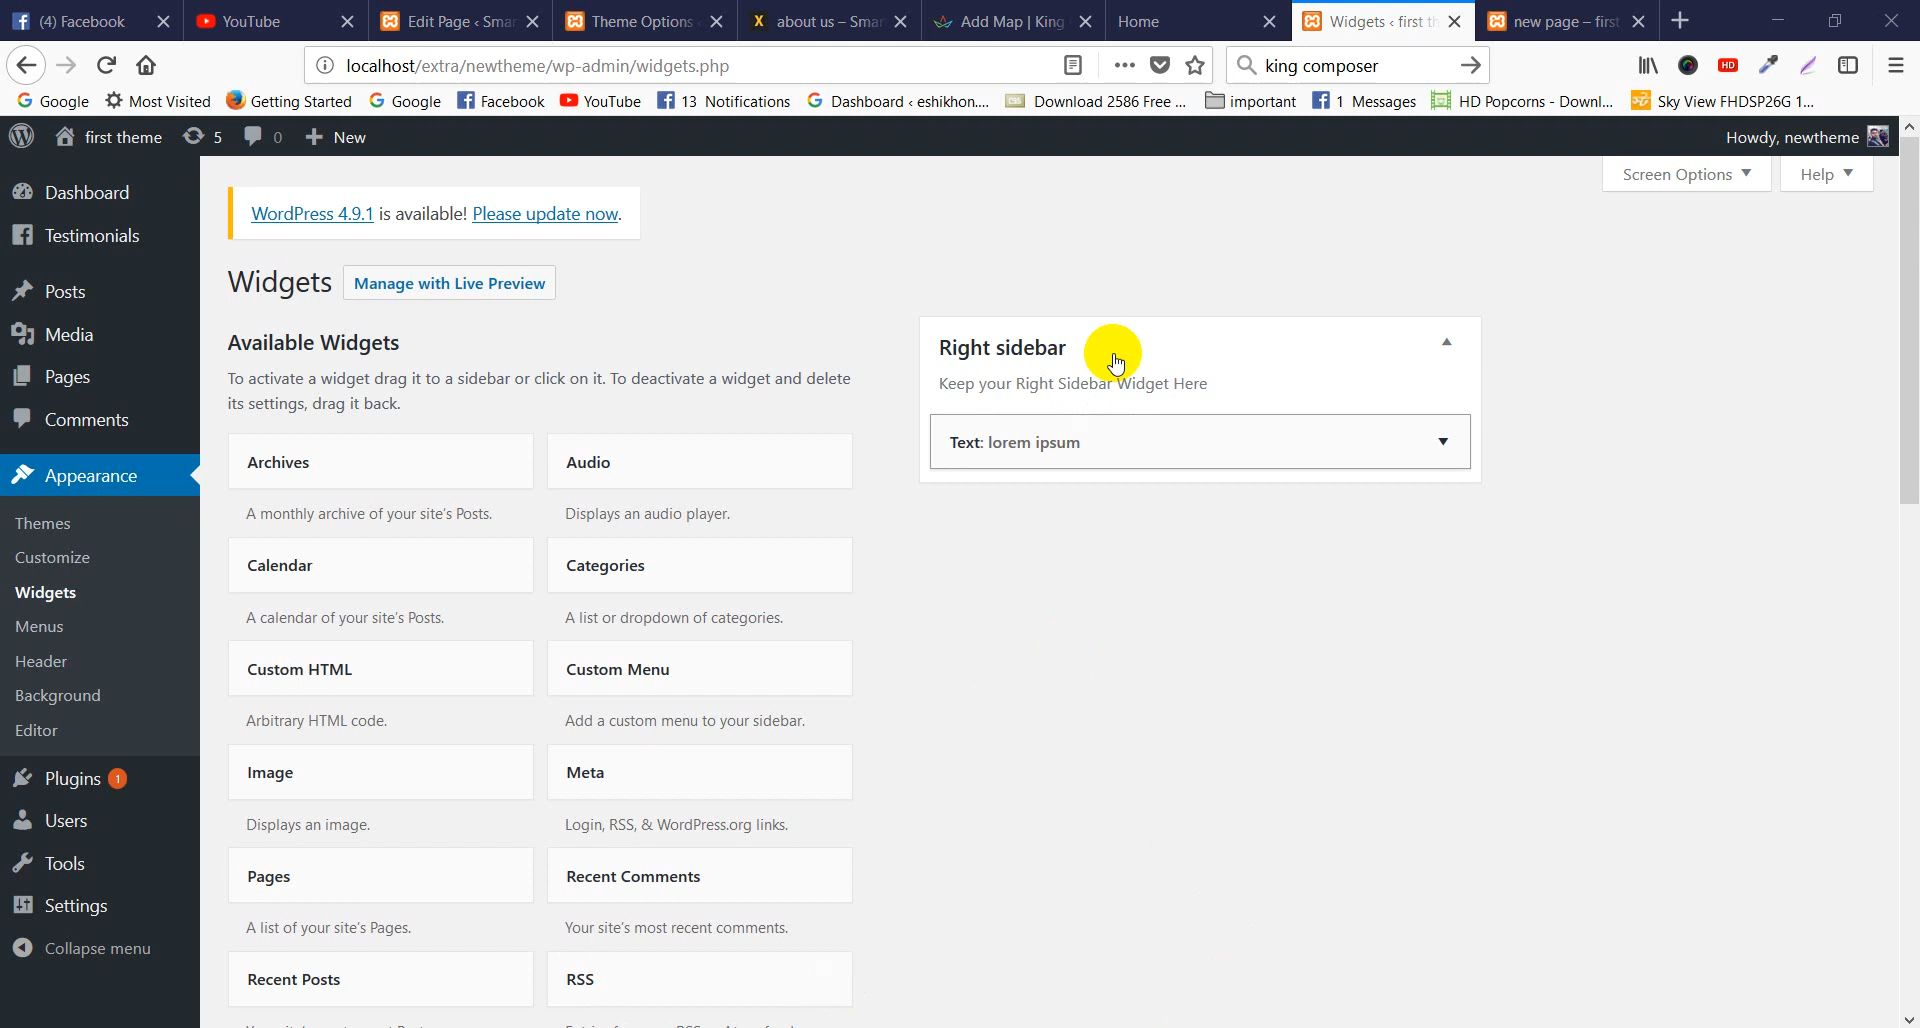 (4) Facebook
YouTube
Edit Page ‹ Smar
Theme Options
X about us – Smar
Add Map | King
Home
Widgets ‹ first th
new page – first
localhost/extra/newtheme/wp-admin/widgets.php
king composer
HD
Google
Most Visited
Getting Started
Google
Facebook
YouTube
13 Notifications
Dashboard ‹ eshikhon....
Download 2586 Free ...
important
1 Messages
HD Popcorns - Downl...
Sky View FHDSP26G 1...
first theme
5
0
New
Howdy, newtheme
Screen Options
Help
Dashboard
Testimonials
Posts
Media
Pages
Comments
Appearance
Themes
Customize
Widgets
Menus
Header
Background
Editor
Plugins 1
Users
Tools
Settings
Collapse menu
WordPress 4.9.1 is available! Please update now.
Widgets
Manage with Live Preview
Available Widgets
To activate a widget drag it to a sidebar or click on it. To deactivate a widget and delete
its settings, drag it back.
Archives
A monthly archive of your site's Posts.
Audio
Displays an audio player.
Calendar
A calendar of your site's Posts.
Categories
A list or dropdown of categories.
Custom HTML
Arbitrary HTML code.
Custom Menu
Add a custom menu to your sidebar.
Image
Displays an image.
Meta
Login, RSS, & WordPress.org links.
Pages
A list of your site's Pages.
Recent Comments
Your site's most recent comments.
Recent Posts
RSS
Right sidebar
Keep your Right Sidebar Widget Here
Text: lorem ipsum